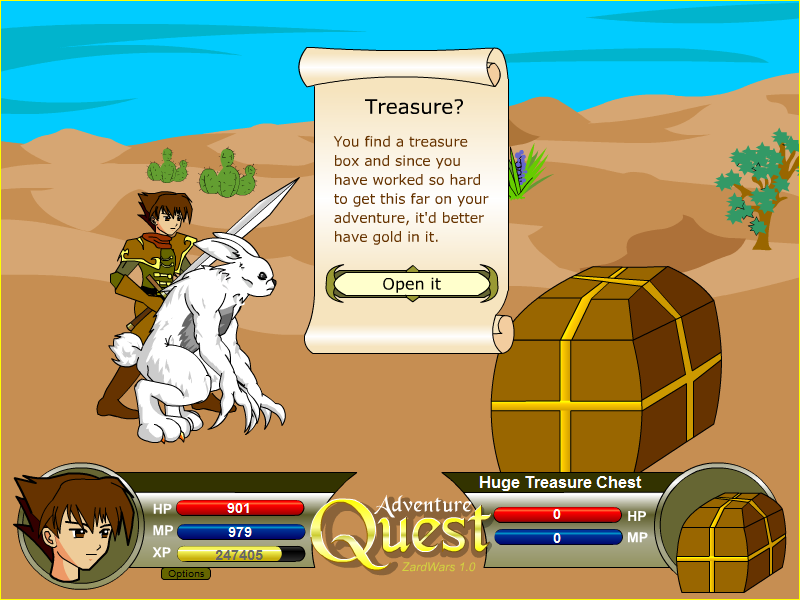 Treasure?
You find a treasure
box and since you
have worked so hard
to get this far on your
adventure, it'd better
have gold in it.
Open it
Huge Treasure Chest
HP 901
MP 979
XP 247405
Options
Adventure
Quest
ZardWars 1.0
0 HP
0 MP